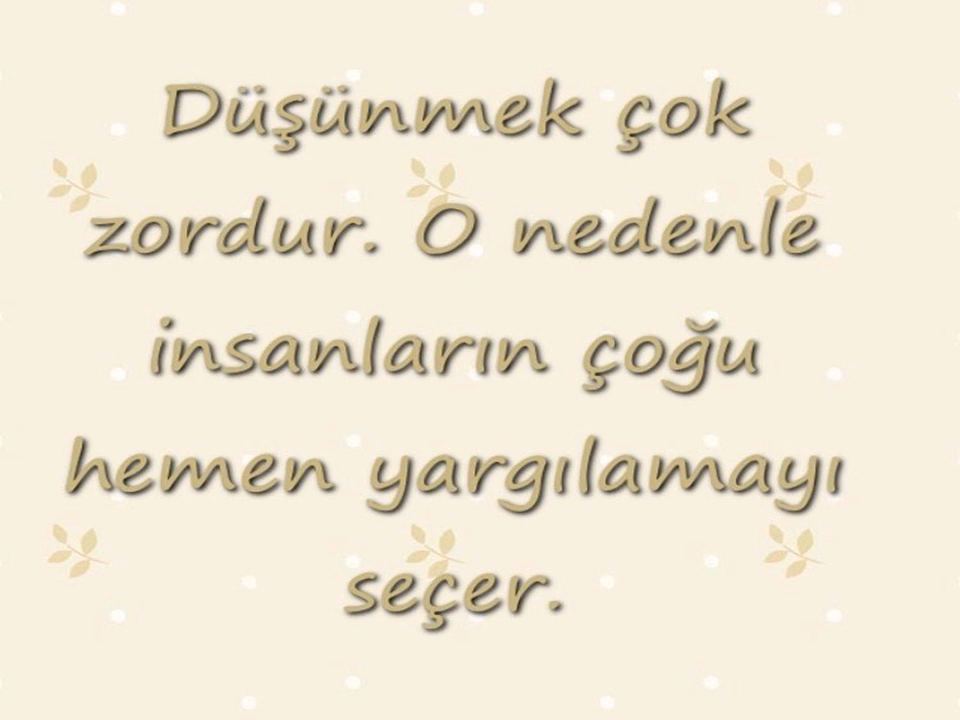 Düşünmek çok
zordur. O nedenle
insanların çoğu
hemen yargılamayı
seçer.